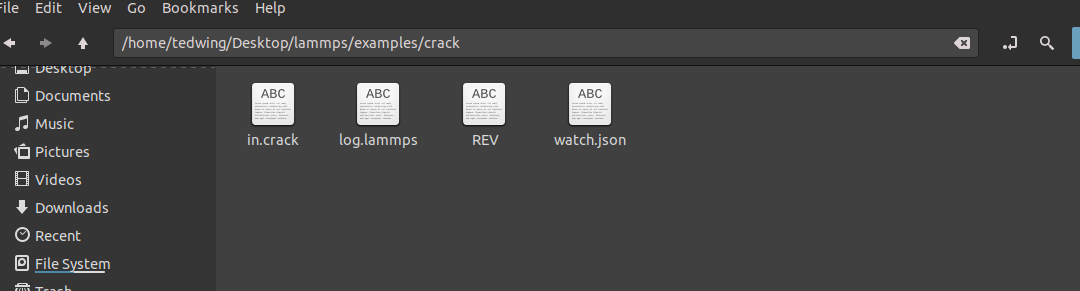 File Edit View Go Bookmarks Help
/home/tedwing/Desktop/lammps/examples/crack
Desktop
Documents
Music
Pictures
Videos
Downloads
Recent
File System
Trash
ABC ABC ABC ABC
in.crack log.lammps REV watch.json